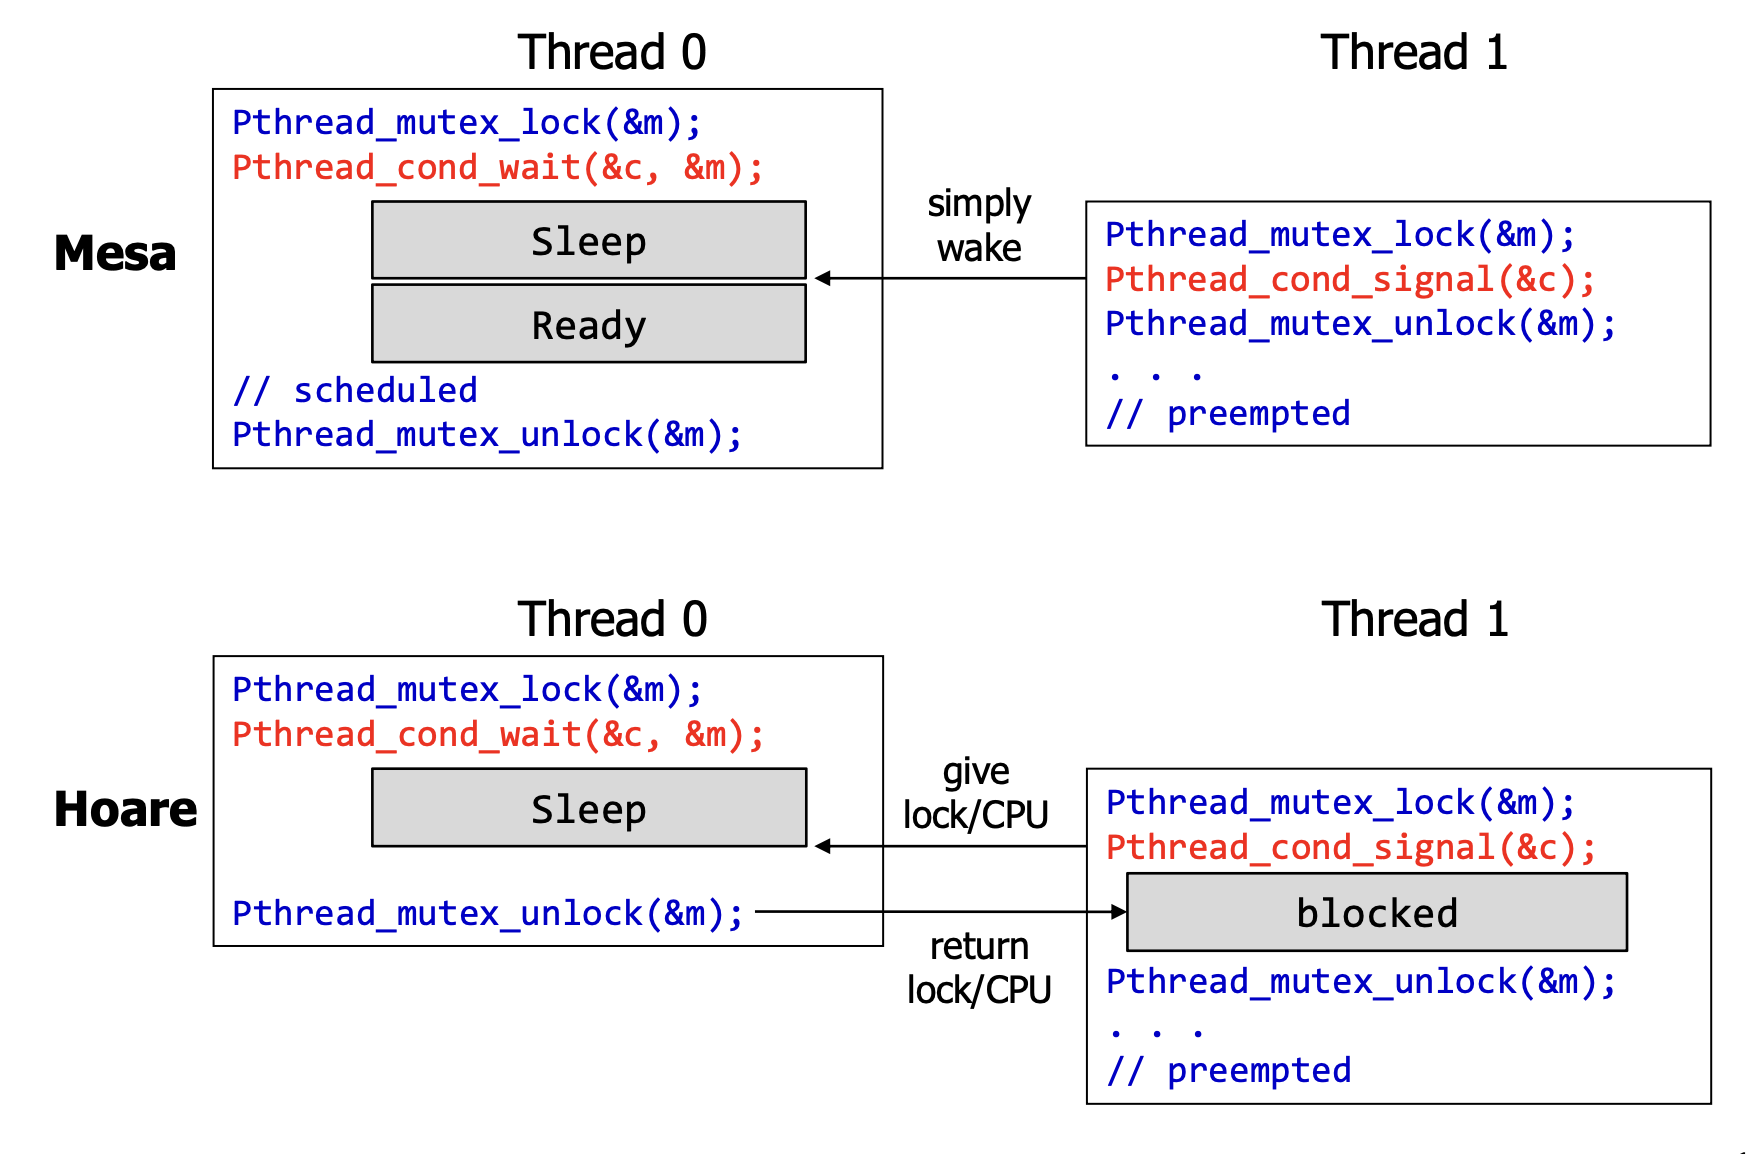 Thread 0
Thread 1
Mesa
Pthread_mutex_lock(&m);
Pthread_cond_wait(&c, &m);
Sleep
Ready
// scheduled
Pthread_mutex_unlock(&m);
simply
wake
Pthread_mutex_lock(&m);
Pthread_cond_signal(&c);
Pthread_mutex_unlock(&m);
. . .
// preempted
Thread 0
Thread 1
Hoare
Pthread_mutex_lock(&m);
Pthread_cond_wait(&c, &m);
Sleep
Pthread_mutex_unlock(&m);
give
lock/CPU
return
lock/CPU
Pthread_mutex_lock(&m);
Pthread_cond_signal(&c);
blocked
Pthread_mutex_unlock(&m);
. . .
// preempted